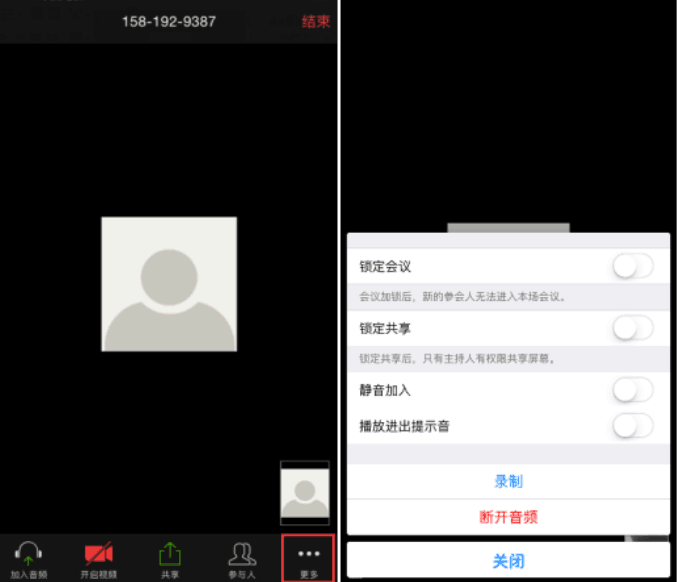 158-192-9387
结束
加入音频
开启视频
共享
参与人
更多
锁定会议
会议加锁后，新的参会人无法进入本场会议。
锁定共享
锁定共享后，只有主持人有权限共享屏幕。
静音加入
播放进出提示音
录制
断开音频
关闭